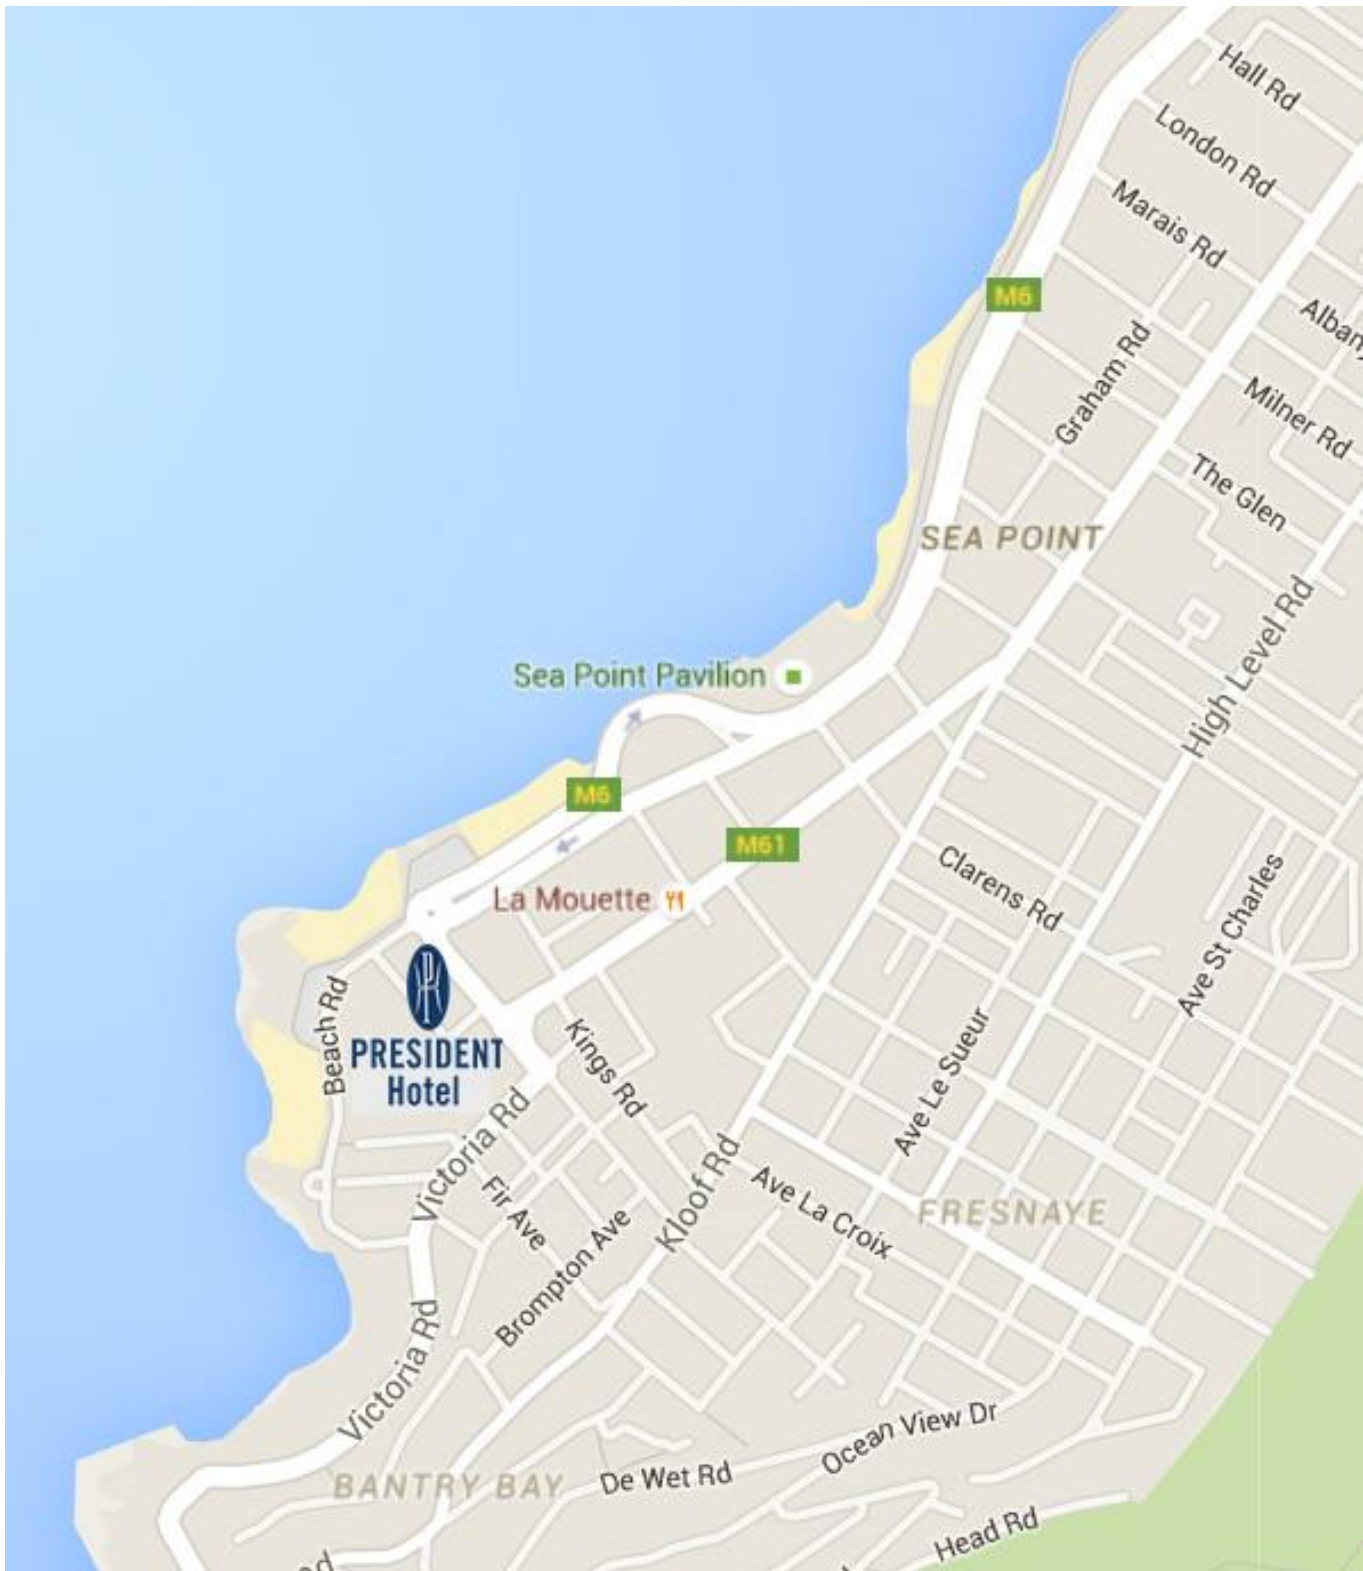 Hall Rd
London Rd
Marais Rd
M6
Graham Rd
Milner Rd
The Glen
SEA POINT
High Level Rd
Sea Point Pavilion
M6
M61
La Mouette
Clarens Rd
Ave St Charles
Beach Rd
PRESIDENT
Hotel
Kings Rd
Ave Le Sueur
Victoria Rd
Fir Ave
Kloof Rd
Ave La Croix
FRESNAYE
Brompton Ave
Victoria Rd
Ocean View Dr
BANTRY BAY
De Wet Rd
Head Rd